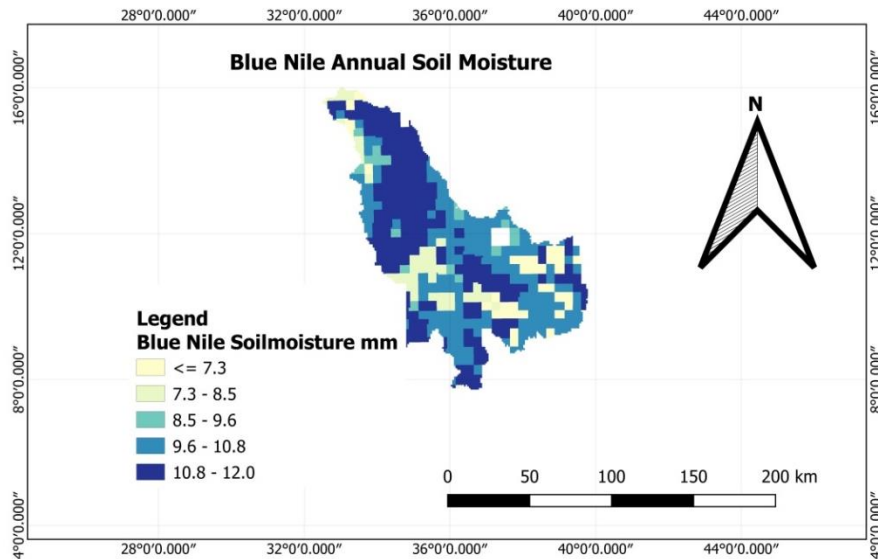 28°0'0.000" 32°0'0.000" 36°0'0.000" 40°0'0.000" 44°0'0.000"
Blue Nile Annual Soil Moisture
16°0'0.000" 16°0'0.000"
N
12°0'0.000" 12°0'0.000"
Legend
Blue Nile Soilmoisture mm
<= 7.3
7.3 - 8.5
8.5 - 9.6
9.6 - 10.8
10.8 - 12.0
8°0'0.000" 8°0'0.000"
0 50 100 150 200 km
4°0'0.000" 4°0'0.000"
28°0'0.000" 32°0'0.000" 36°0'0.000" 40°0'0.000" 44°0'0.000"